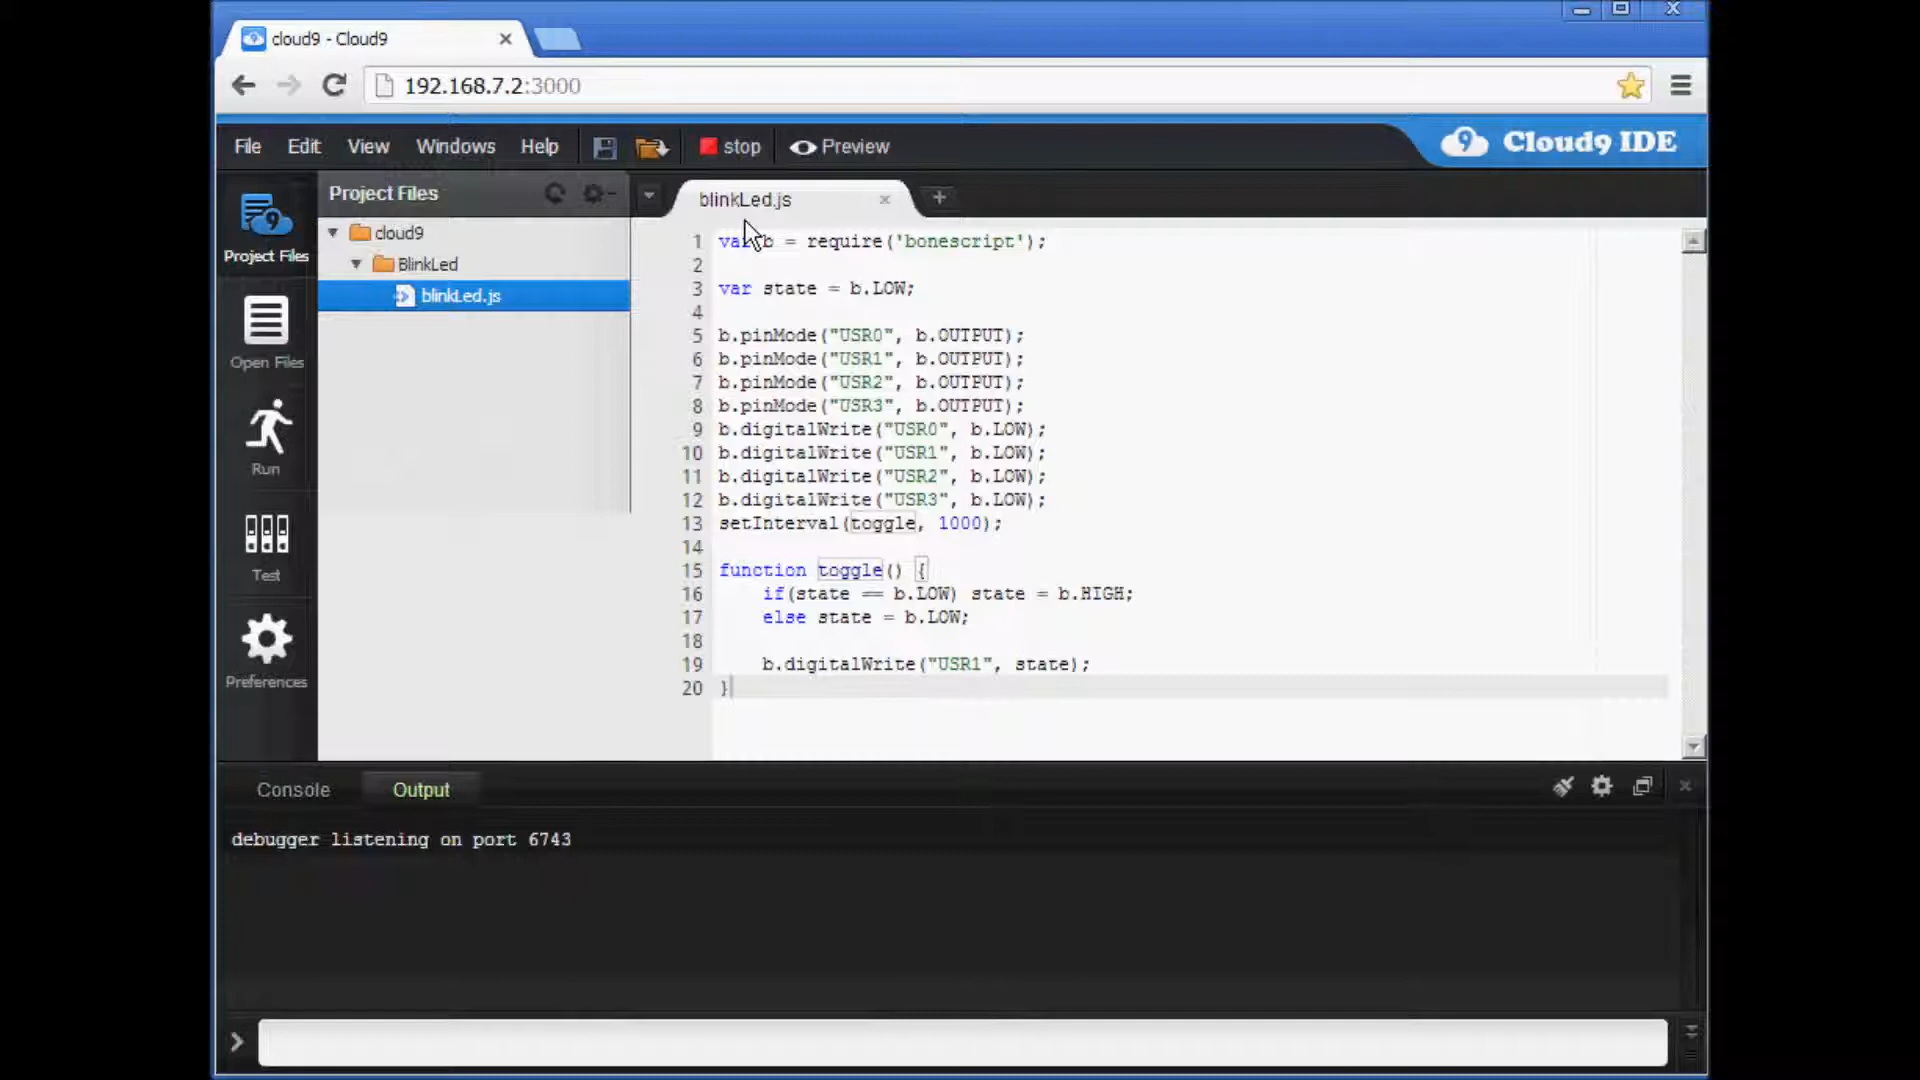 cloud9 - Cloud9
192.168.7.2:3000
File Edit View Windows Help stop Preview
Cloud9 IDE
Project Files
Open Files
Run
Test
Preferences
Project Files
cloud9
BlinkLed
blinkLed.js
blinkLed.js
1 var b = require('bonescript');
2
3 var state = b.LOW;
4
5 b.pinMode("USR0", b.OUTPUT);
6 b.pinMode("USR1", b.OUTPUT);
7 b.pinMode("USR2", b.OUTPUT);
8 b.pinMode("USR3", b.OUTPUT);
9 b.digitalWrite("USR0", b.LOW);
10 b.digitalWrite("USR1", b.LOW);
11 b.digitalWrite("USR2", b.LOW);
12 b.digitalWrite("USR3", b.LOW);
13 setInterval(toggle, 1000);
14
15 function toggle() {
16     if(state == b.LOW) state = b.HIGH;
17     else state = b.LOW;
18
19     b.digitalWrite("USR1", state);
20 }
Console Output
debugger listening on port 6743